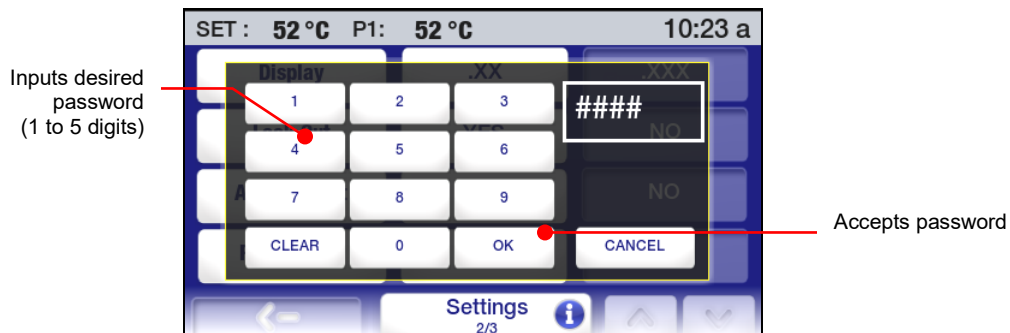 SET : 52 °C P1: 52 °C 10:23 a
Display .XX .XXX
Inputs desired
password
(1 to 5 digits)
1 2 3
####
YES NO
4 5 6
7 8 9
NO
Accepts password
CLEAR 0 OK CANCEL
Settings
2/3